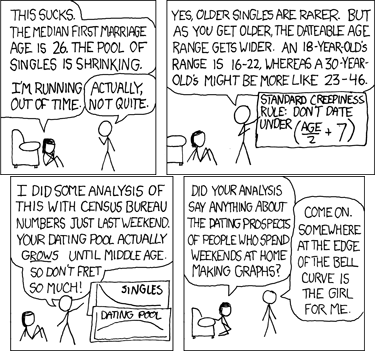 THIS SUCKS.
THE MEDIAN FIRST MARRIAGE
AGE IS 26. THE POOL OF
SINGLES IS SHRINKING.
I'M RUNNING
OUT OF TIME.
ACTUALLY,
NOT QUITE.
YES, OLDER SINGLES ARE RARER. BUT
AS YOU GET OLDER, THE DATEABLE AGE
RANGE GETS WIDER. AN 18-YEAR-OLD'S
RANGE IS 16-22, WHEREAS A 30-YEAR-
OLD'S MIGHT BE MORE LIKE 23-46.
STANDARD CREEPINESS
RULE: DON'T DATE
UNDER (AGE/2 + 7)
I DID SOME ANALYSIS OF
THIS WITH CENSUS BUREAU
NUMBERS JUST LAST WEEKEND.
YOUR DATING POOL ACTUALLY
GROWS UNTIL MIDDLE AGE.
SO DON'T FRET
SO MUCH!
SINGLES
DATING POOL
DID YOUR ANALYSIS
SAY ANYTHING ABOUT
THE DATING PROSPECTS
OF PEOPLE WHO SPEND
WEEKENDS AT HOME
MAKING GRAPHS?
COME ON.
SOMEWHERE
AT THE EDGE
OF THE BELL
CURVE IS
THE GIRL
FOR ME.